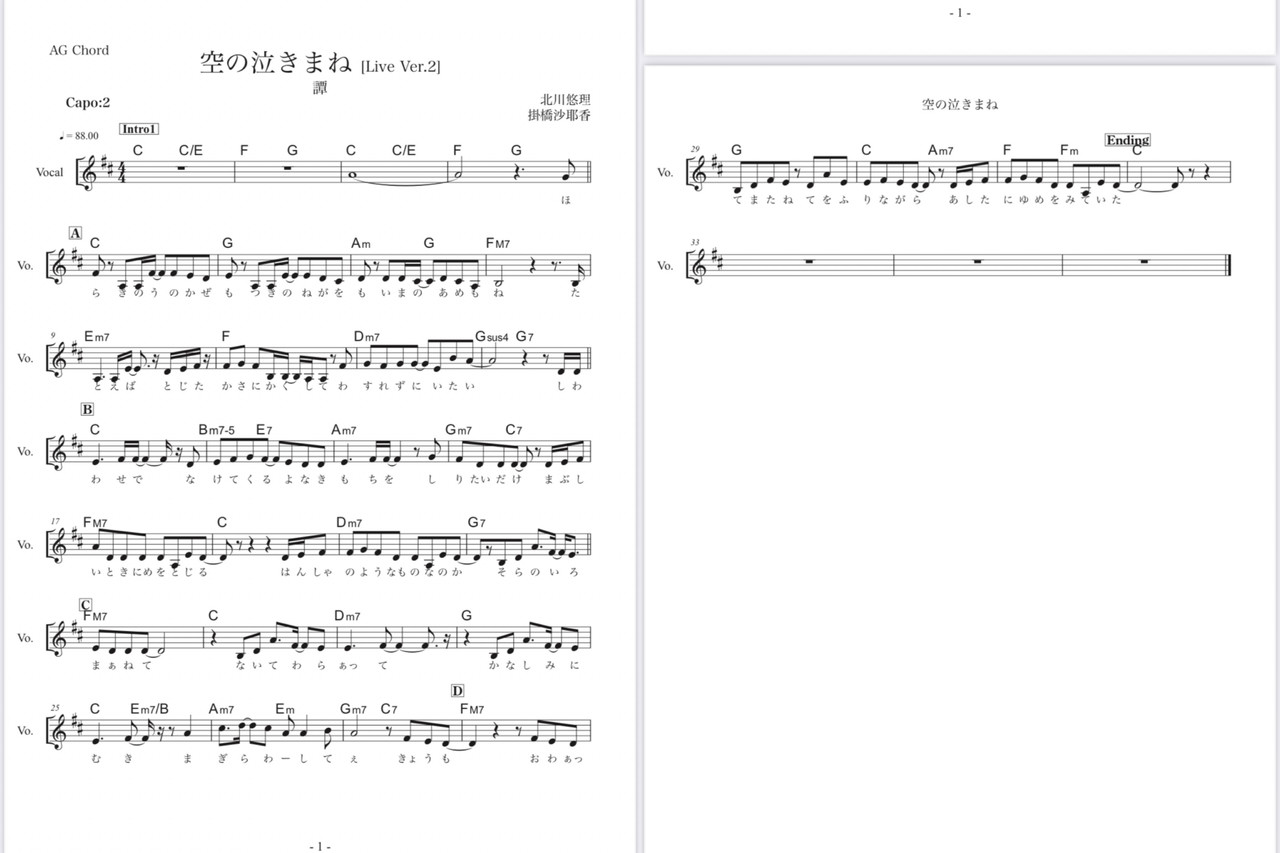 AG Chord
空の泣きまね [Live Ver.2]
譚
Capo:2
北川悠理
掛橋沙耶香
♩ = 88.00
Intro1
C C/E F G C C/E F G
Vocal
ほ
A
C G Am G FM7
Vo.
ら きのうのかぜ も つきの ねがを も いまの あめも ね た
9
Em7 F Dm7 Gsus4 G7
Vo.
とえば とじた かさにかく してわ すれずに いたい しわ
B
C Bm7-5 E7 Am7 Gm7 C7
Vo.
わ せで な けてくる よなき も ちを し りたいだけ まぶし
17
FM7 C Dm7 G7
Vo.
いときにめをとじる はんしゃ のようなものなのか そらのいろ
C
FM7 C Dm7 G
Vo.
まぁねて ないてわら ぁって かなしみに
25
C Em7/B Am7 Em Gm7 C7
D
FM7
Vo.
む き ま ぎらわーして ぇ きょうも おわぁっ
- 1 -
- 1 -
空の泣きまね
29
G C Am7 F Fm
Ending
C
Vo.
てまたね てをふ りながら あした にゆめをみていた
33
Vo.